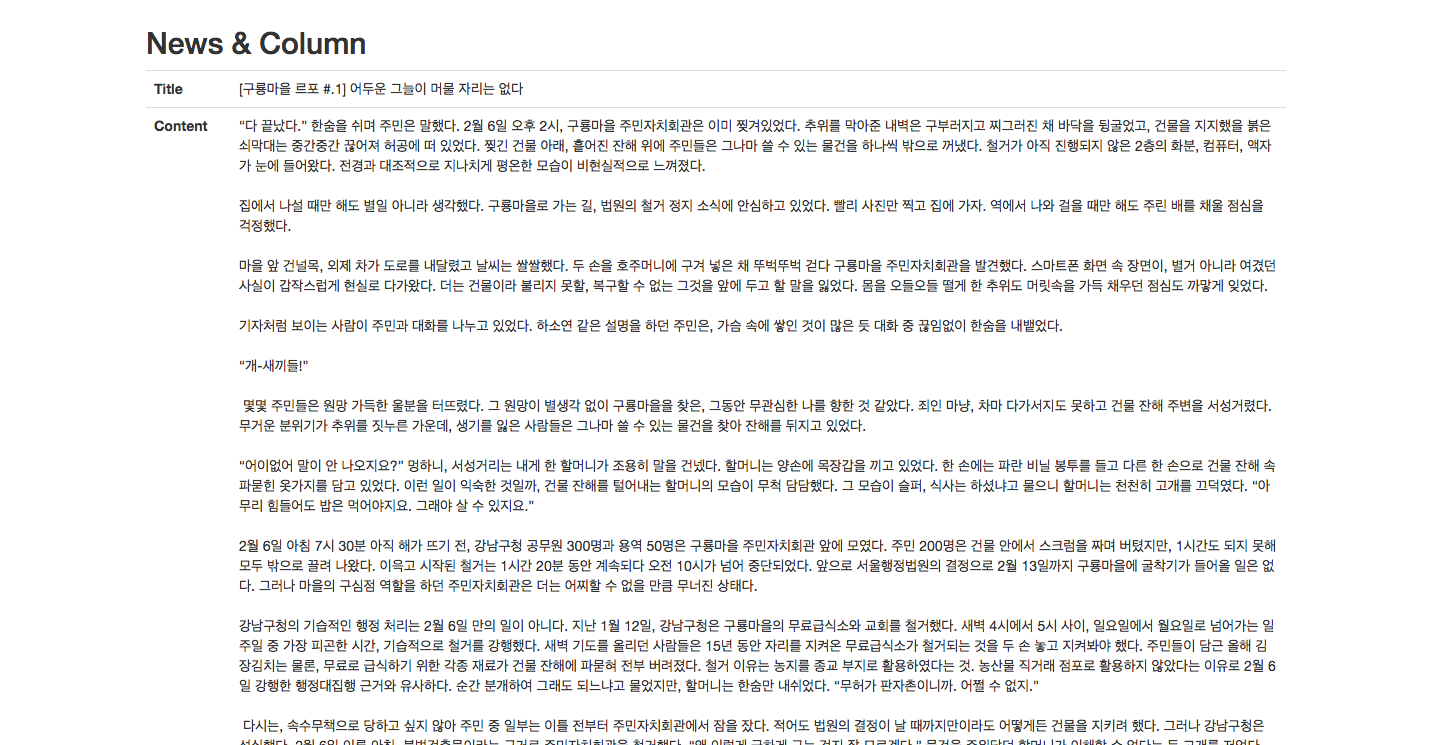 News & Column
Title
[구룡마을 르포 #.1] 어두운 그늘이 머물 자리는 없다
Content
“다 끝났다.” 한숨을 쉬며 주민은 말했다. 2월 6일 오후 2시, 구룡마을 주민자치회관은 이미 찢겨있었다. 추위를 막아준 내벽은 구부러지고 찌그러진 채 바닥을 뒹굴었고, 건물을 지지했을 붉은
쇠막대는 중간중간 끊어져 허공에 떠 있었다. 찢긴 건물 아래, 흩어진 잔해 위에 주민들은 그나마 쓸 수 있는 물건을 하나씩 밖으로 꺼냈다. 철거가 아직 진행되지 않은 2층의 화분, 컴퓨터, 액자
가 눈에 들어왔다. 전경과 대조적으로 지나치게 평온한 모습이 비현실적으로 느껴졌다.
집에서 나설 때만 해도 별일 아니라 생각했다. 구룡마을로 가는 길, 법원의 철거 정지 소식에 안심하고 있었다. 빨리 사진만 찍고 집에 가자. 역에서 나와 걸을 때만 해도 주린 배를 채울 점심을
걱정했다.
마을 앞 건널목, 외제 차가 도로를 내달렸고 날씨는 쌀쌀했다. 두 손을 호주머니에 구겨 넣은 채 뚜벅뚜벅 걷다 구룡마을 주민자치회관을 발견했다. 스마트폰 화면 속 장면이, 별거 아니라 여겼던
사실이 갑작스럽게 현실로 다가왔다. 더는 건물이라 불리지 못할, 복구할 수 없는 그것을 앞에 두고 할 말을 잃었다. 몸을 오들오들 떨게 한 추위도 머릿속을 가득 채우던 점심도 까맣게 잊었다.
기자처럼 보이는 사람이 주민과 대화를 나누고 있었다. 하소연 같은 설명을 하던 주민은, 가슴 속에 쌓인 것이 많은 듯 대화 중 끊임없이 한숨을 내뱉었다.
“개-새끼들!”
몇몇 주민들은 원망 가득한 울분을 터뜨렸다. 그 원망이 별생각 없이 구룡마을을 찾은, 그동안 무관심한 나를 향한 것 같았다. 죄인 마냥, 차마 다가서지도 못하고 건물 잔해 주변을 서성거렸다.
무거운 분위기가 추위를 짓누른 가운데, 생기를 잃은 사람들은 그나마 쓸 수 있는 물건을 찾아 잔해를 뒤지고 있었다.
“어이없어 말이 안 나오지요?” 멍하니, 서성거리는 내게 한 할머니가 조용히 말을 건넸다. 할머니는 양손에 목장갑을 끼고 있었다. 한 손에는 파란 비닐 봉투를 들고 다른 한 손으로 건물 잔해 속
파묻힌 옷가지를 담고 있었다. 이런 일이 익숙한 것일까, 건물 잔해를 털어내는 할머니의 모습이 무척 담담했다. 그 모습이 슬퍼, 식사는 하셨냐고 물으니 할머니는 천천히 고개를 끄덕였다. “아
무리 힘들어도 밥은 먹어야지요. 그래야 살 수 있지요.”
2월 6일 아침 7시 30분 아직 해가 뜨기 전, 강남구청 공무원 300명과 용역 50명은 구룡마을 주민자치회관 앞에 모였다. 주민 200명은 건물 안에서 스크럼을 짜며 버텼지만, 1시간도 되지 못해
모두 밖으로 끌려 나왔다. 이윽고 시작된 철거는 1시간 20분 동안 계속되다 오전 10시가 넘어 중단되었다. 앞으로 서울행정법원의 결정으로 2월 13일까지 구룡마을에 굴착기가 들어올 일은 없
다. 그러나 마을의 구심점 역할을 하던 주민자치회관은 더는 어찌할 수 없을 만큼 무너진 상태다.
강남구청의 기습적인 행정 처리는 2월 6일 만의 일이 아니다. 지난 1월 12일, 강남구청은 구룡마을의 무료급식소와 교회를 철거했다. 새벽 4시에서 5시 사이, 일요일에서 월요일로 넘어가는 일
주일 중 가장 피곤한 시간, 기습적으로 철거를 강행했다. 새벽 기도를 올리던 사람들은 15년 동안 자리를 지켜온 무료급식소가 철거되는 것을 두 손 놓고 지켜봐야 했다. 주민들이 담근 올해 김
장김치는 물론, 무료로 급식하기 위한 각종 재료가 건물 잔해에 파묻혀 전부 버려졌다. 철거 이유는 농지를 종교 부지로 활용하였다는 것. 농산물 직거래 점포로 활용하지 않았다는 이유로 2월 6
일 강행한 행정대집행 근거와 유사하다. 순간 분개하여 그래도 되느냐고 물었지만, 할머니는 한숨만 내쉬었다. “무허가 판자촌이니까. 어쩔 수 없지.”
다시는, 속수무책으로 당하고 싶지 않아 주민 중 일부는 이틀 전부터 주민자치회관에서 잠을 잤다. 적어도 법원의 결정이 날 때까지만이라도 어떻게든 건물을 지키려 했다. 그러나 강남구청은